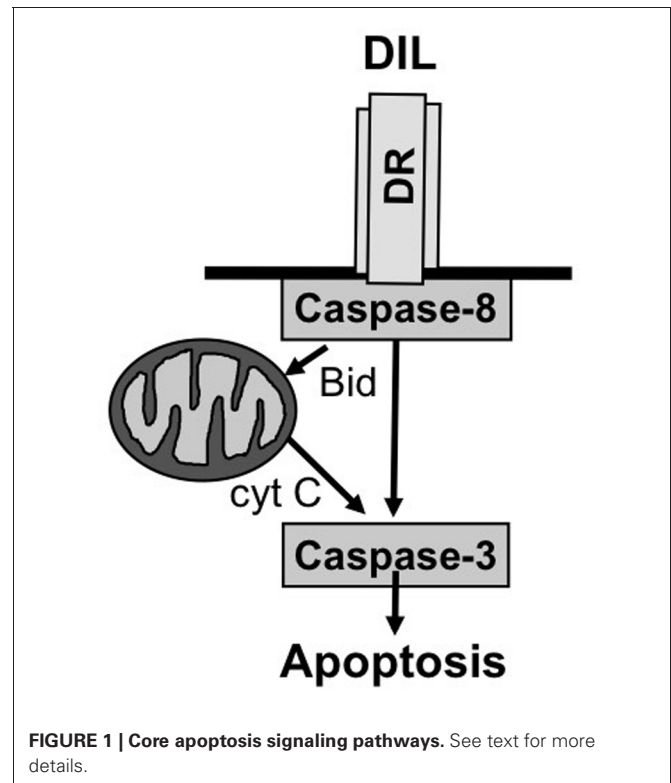 DIL
DR
Caspase-8
Bid
cyt C
Caspase-3
Apoptosis
FIGURE 1 | Core apoptosis signaling pathways. See text for more
details.